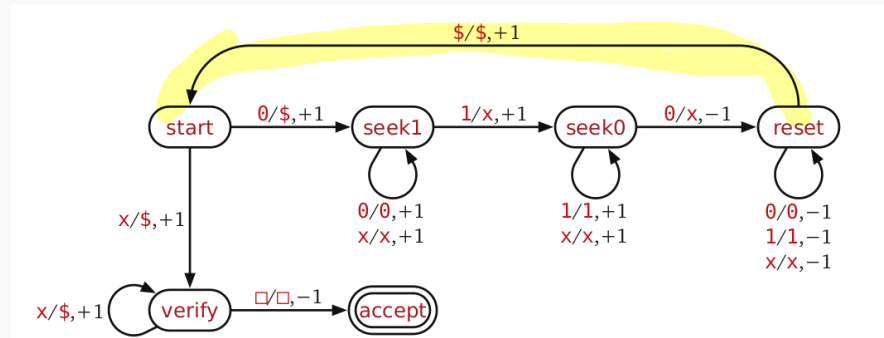 $/$,+1
start
0/$,+1
seek1
1/x,+1
seek0
0/x,−1
reset
x/$,+1
0/0,+1
x/x,+1
1/1,+1
x/x,+1
0/0,−1
1/1,−1
x/x,−1
x/$,+1
verify
□/□,−1
accept